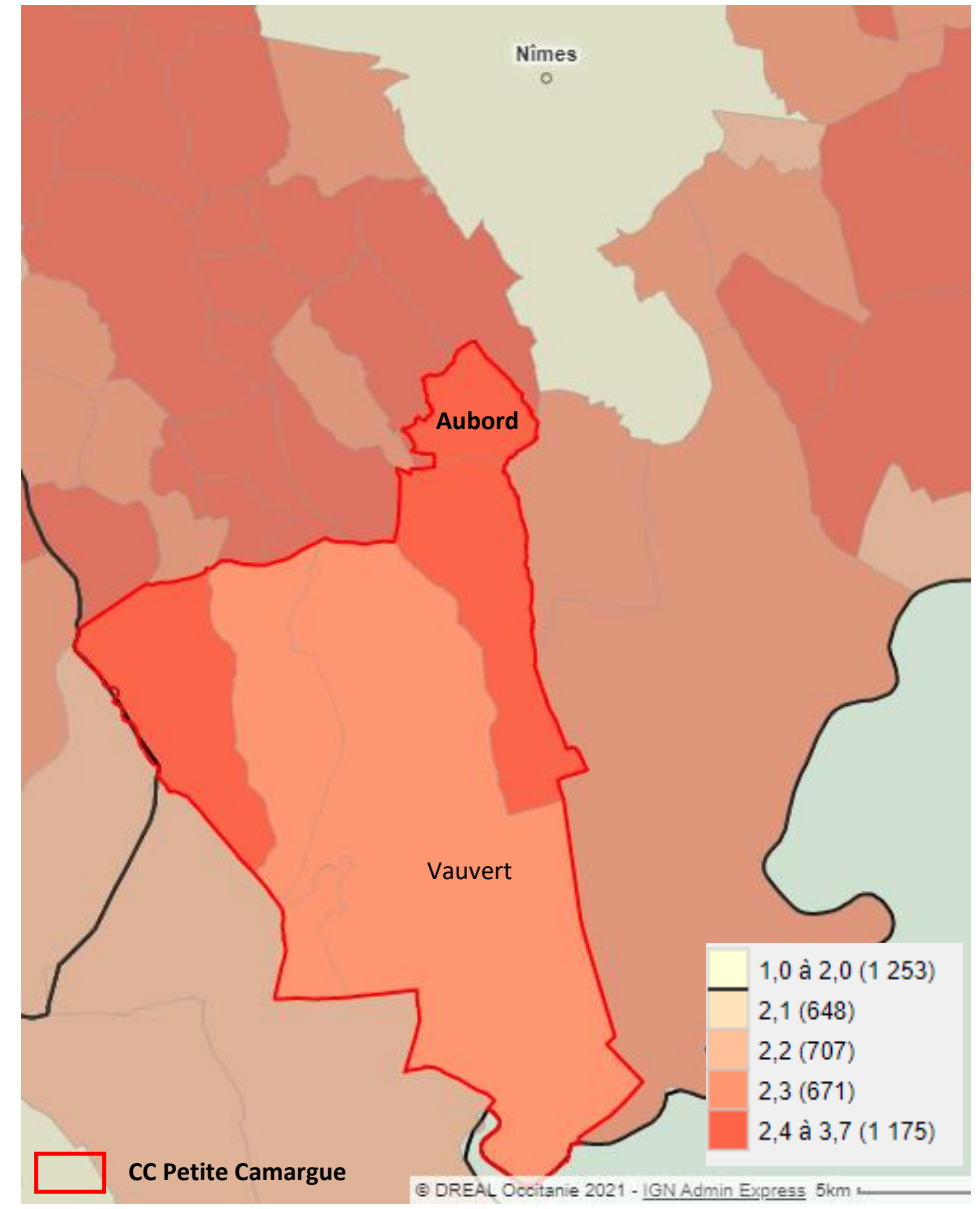 Nîmes
Aubord
Vauvert
1,0 à 2,0 (1 253)
2,1 (648)
2,2 (707)
2,3 (671)
2,4 à 3,7 (1 175)
CC Petite Camargue
© DREAL Occitanie 2021 - IGN Admin Express 5km